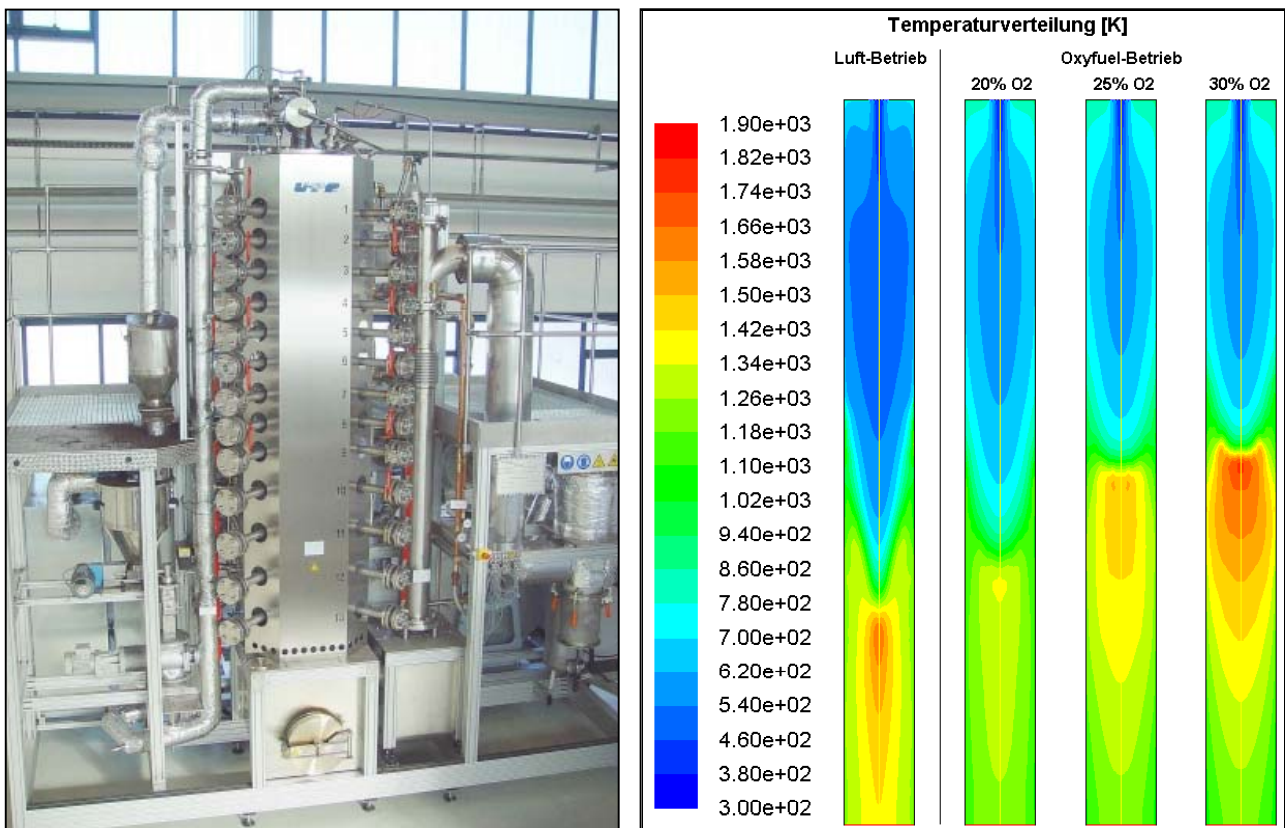 1
2
3
4
5
6
7
8
9
10
11
12
13
Temperaturverteilung [K]
Luft-Betrieb
Oxyfuel-Betrieb
20% O2
25% O2
30% O2
1.90e+03
1.82e+03
1.74e+03
1.66e+03
1.58e+03
1.50e+03
1.42e+03
1.34e+03
1.26e+03
1.18e+03
1.10e+03
1.02e+03
9.40e+02
8.60e+02
7.80e+02
7.00e+02
6.20e+02
5.40e+02
4.60e+02
3.80e+02
3.00e+02